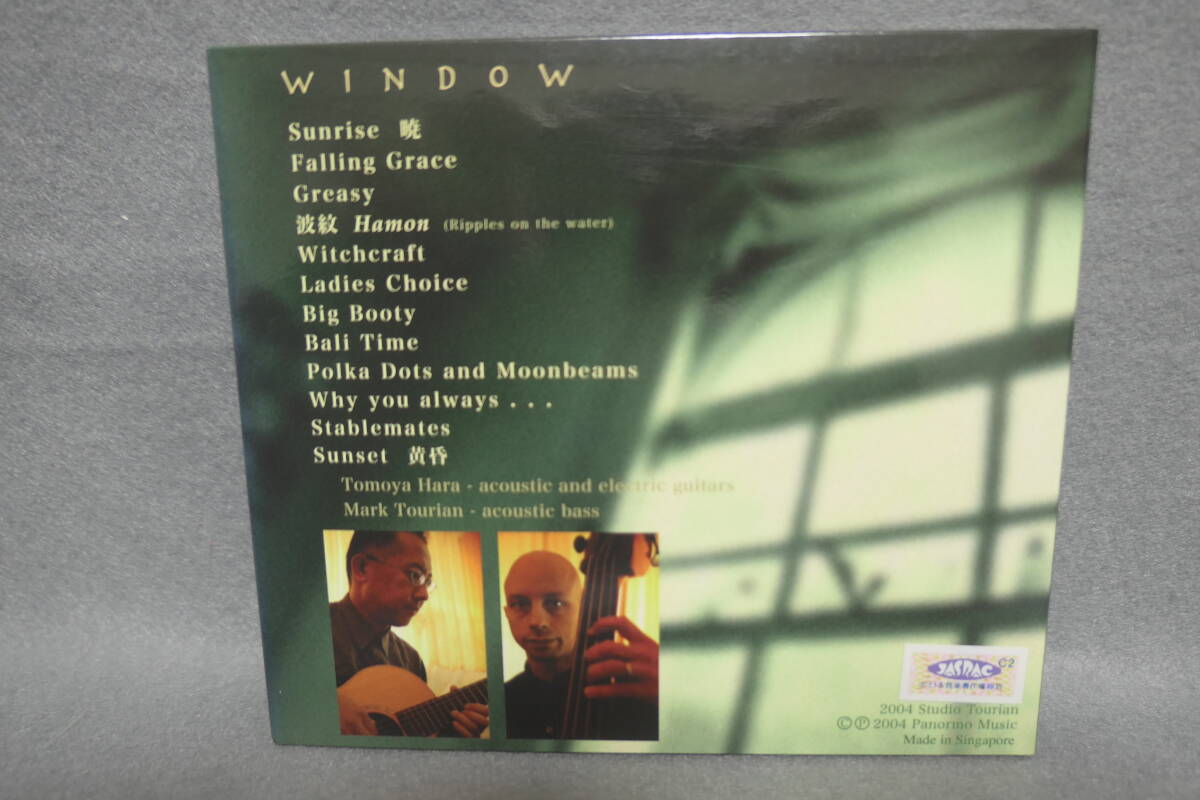 WINDOW
Sunrise 暁
Falling Grace
Greasy
波紋 Hamon (Ripples on the water)
Witchcraft
Ladies Choice
Big Booty
Bali Time
Polka Dots and Moonbeams
Why you always . . .
Stablemates
Sunset 黄昏
Tomoya Hara - acoustic and electric guitars
Mark Tourian - acoustic bass
JASRAC C2
2004 Studio Tourian
©℗ 2004 Panormo Music
Made in Singapore